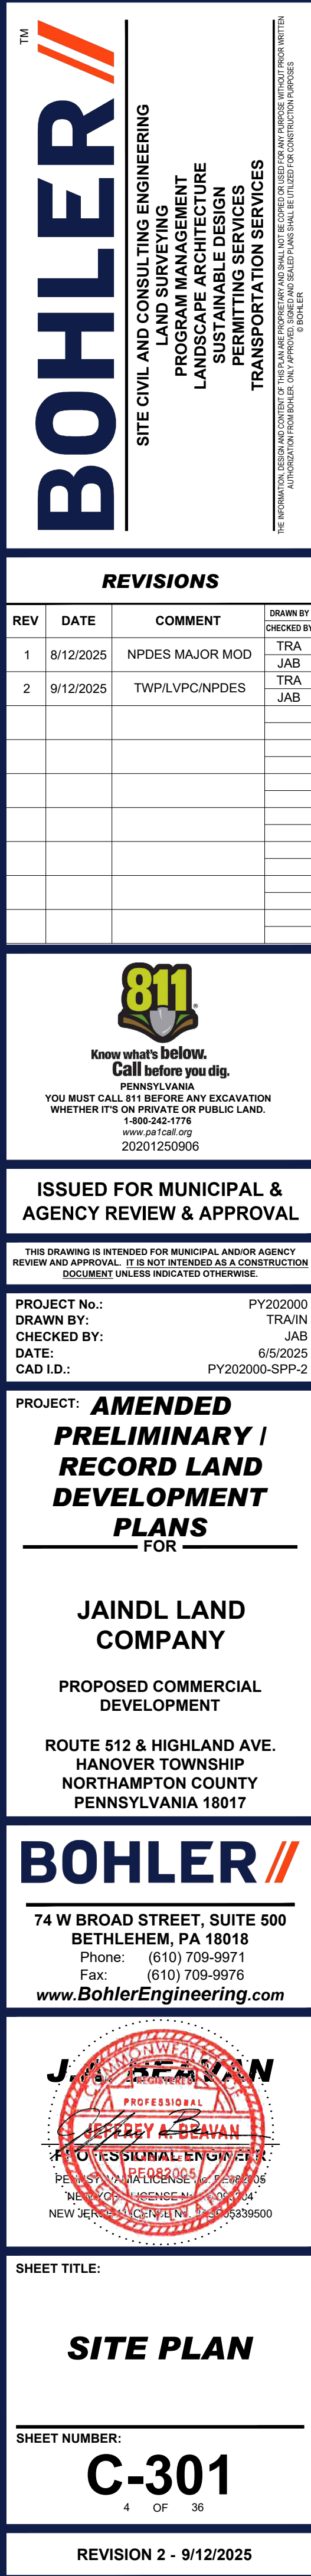 BOHLER //
TM
SITE CIVIL AND CONSULTING ENGINEERING
LAND SURVEYING
PROGRAM MANAGEMENT
LANDSCAPE ARCHITECTURE
SUSTAINABLE DESIGN
PERMITTING SERVICES
TRANSPORTATION SERVICES
THE INFORMATION, DESIGN AND CONTENT OF THIS PLAN ARE PROPRIETARY AND SHALL NOT BE COPIED OR USED FOR ANY PURPOSE WITHOUT PRIOR WRITTEN
AUTHORIZATION FROM BOHLER. ONLY APPROVED, SIGNED AND SEALED PLANS SHALL BE UTILIZED FOR CONSTRUCTION PURPOSES
© BOHLER
REVISIONS
REV DATE COMMENT DRAWN BY
CHECKED BY
1 8/12/2025 NPDES MAJOR MOD TRA
JAB
2 9/12/2025 TWP/LVPC/NPDES TRA
JAB
811 ®
Know what's below.
Call before you dig.
PENNSYLVANIA
YOU MUST CALL 811 BEFORE ANY EXCAVATION
WHETHER IT'S ON PRIVATE OR PUBLIC LAND.
1-800-242-1776
www.pa1call.org
20201250906
ISSUED FOR MUNICIPAL &
AGENCY REVIEW & APPROVAL
THIS DRAWING IS INTENDED FOR MUNICIPAL AND/OR AGENCY
REVIEW AND APPROVAL. IT IS NOT INTENDED AS A CONSTRUCTION
DOCUMENT UNLESS INDICATED OTHERWISE.
PROJECT No.: PY202000
DRAWN BY: TRA/IN
CHECKED BY: JAB
DATE: 6/5/2025
CAD I.D.: PY202000-SPP-2
PROJECT: AMENDED
PRELIMINARY /
RECORD LAND
DEVELOPMENT
PLANS
FOR
JAINDL LAND
COMPANY
PROPOSED COMMERCIAL
DEVELOPMENT
ROUTE 512 & HIGHLAND AVE.
HANOVER TOWNSHIP
NORTHAMPTON COUNTY
PENNSYLVANIA 18017
BOHLER //
74 W BROAD STREET, SUITE 500
BETHLEHEM, PA 18018
Phone: (610) 709-9971
Fax: (610) 709-9976
www.BohlerEngineering.com
COMMONWEALTH OF
REGISTERED
PROFESSIONAL
JEFFREY A. BEAVAN
PROFESSIONAL ENGINEER
PE082005
SHEET TITLE:
SITE PLAN
SHEET NUMBER:
C-301
4 OF 36
REVISION 2 - 9/12/2025